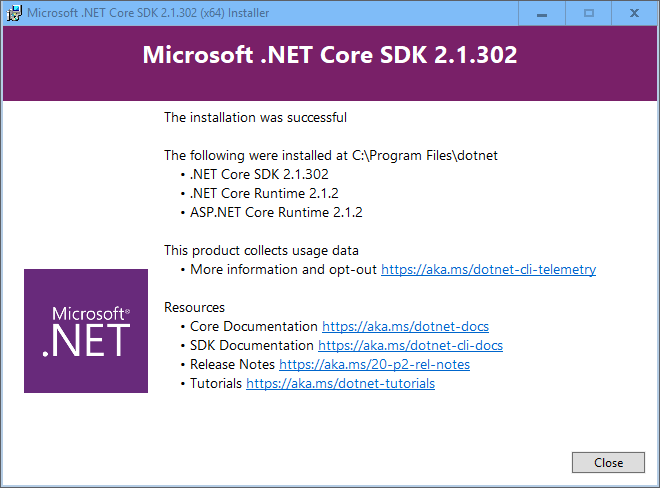 Microsoft .NET Core SDK 2.1.302 (x64) Installer
Microsoft .NET Core SDK 2.1.302
The installation was successful
The following were installed at C:\Program Files\dotnet
• .NET Core SDK 2.1.302
• .NET Core Runtime 2.1.2
• ASP.NET Core Runtime 2.1.2
This product collects usage data
• More information and opt-out https://aka.ms/dotnet-cli-telemetry
Resources
• Core Documentation https://aka.ms/dotnet-docs
• SDK Documentation https://aka.ms/dotnet-cli-docs
• Release Notes https://aka.ms/20-p2-rel-notes
• Tutorials https://aka.ms/dotnet-tutorials
Microsoft®
.NET
Close